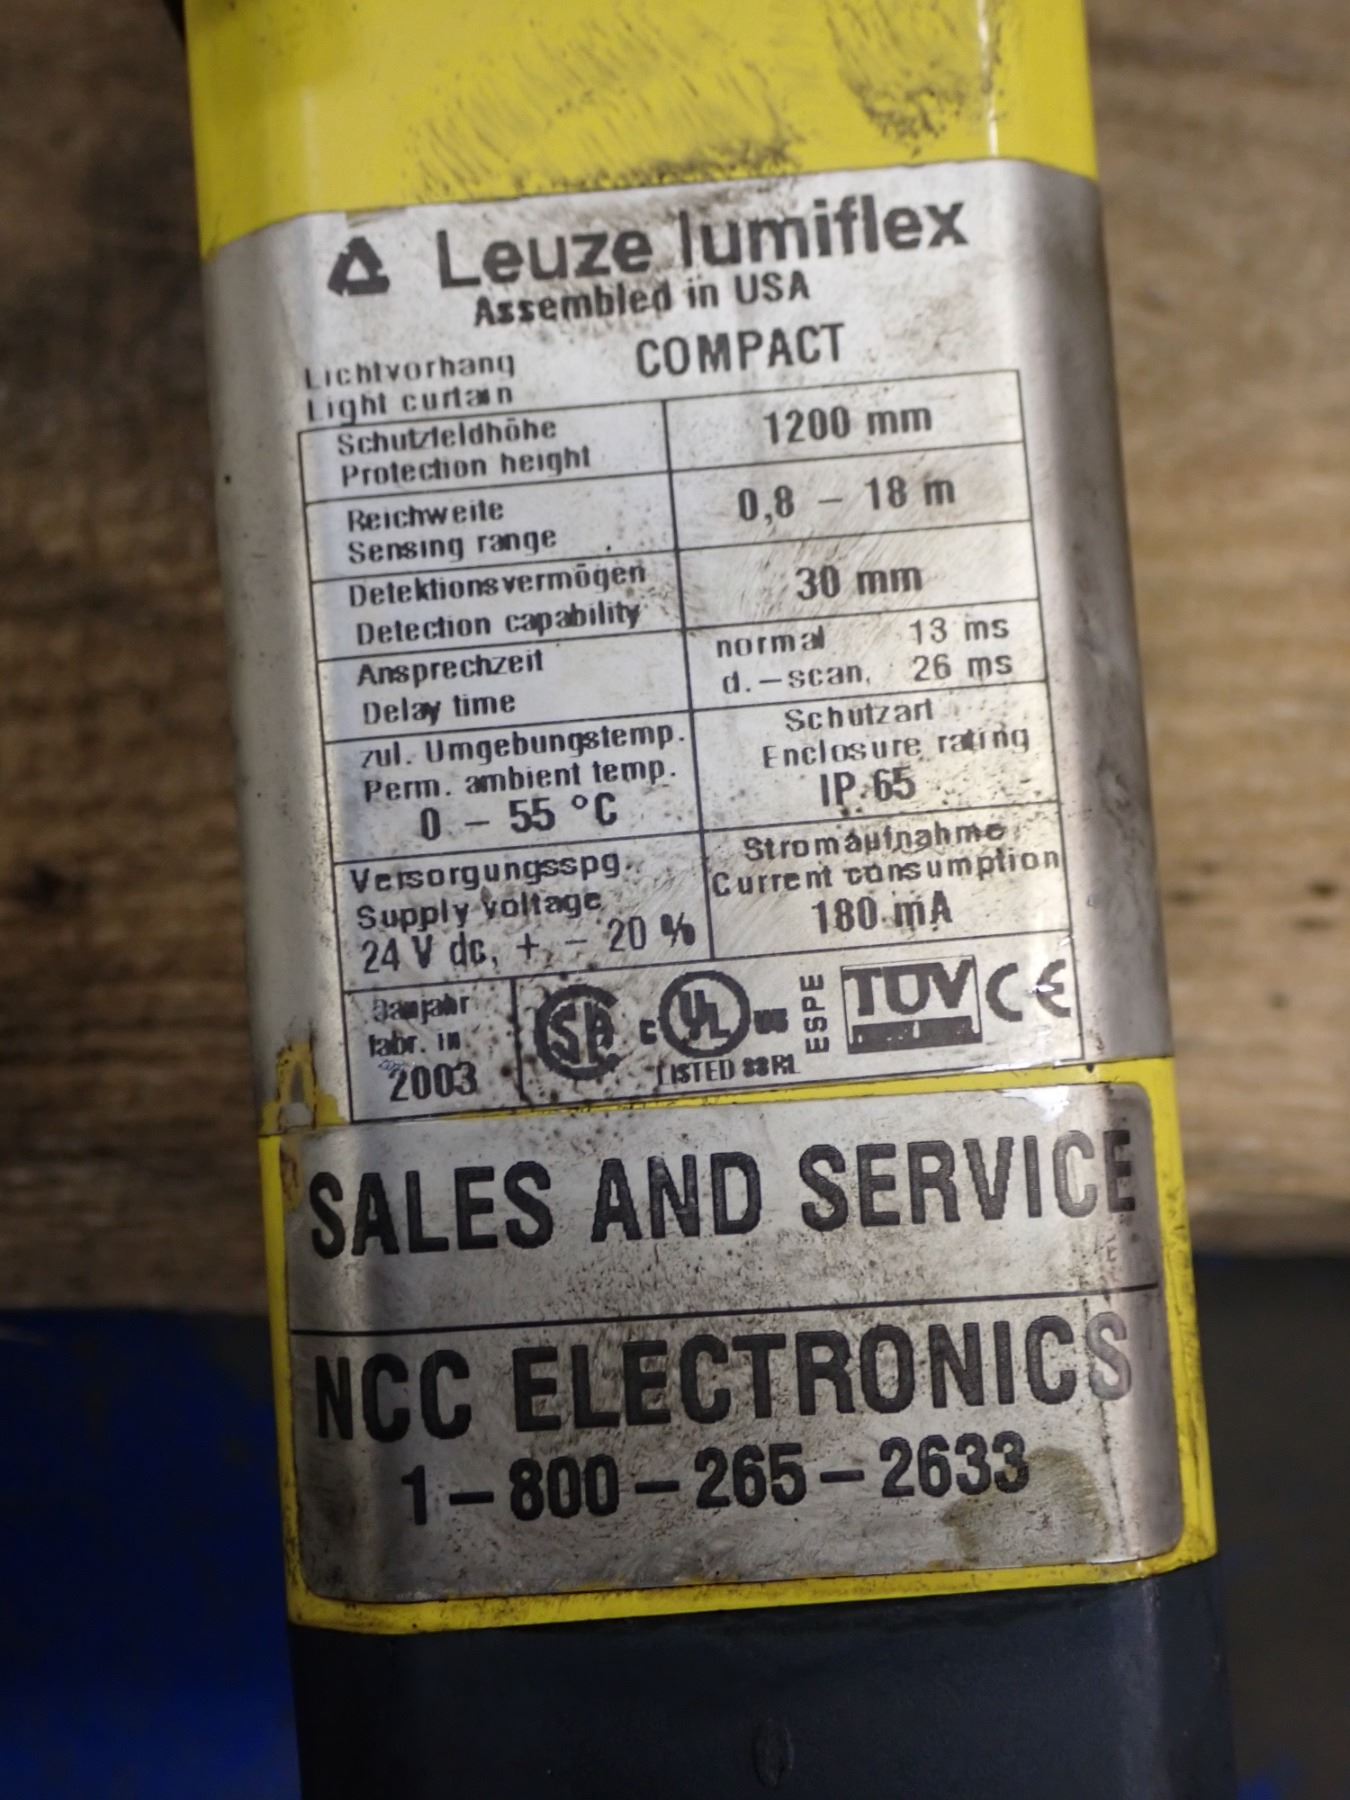 Leuze lumiflex
Assembled in USA
Lichtvorhang
Light curtain
COMPACT
Schutzfeldhöhe
Protection height
1200 mm
Reichweite
Sensing range
0,8 – 18 m
Detektionsvermögen
Detection capability
30 mm
Ansprechzeit
Delay time
normal 13 ms
d.–scan. 26 ms
zul. Umgebungstemp.
Perm. ambient temp.
0 – 55 °C
Schutzart
Enclosure rating
IP 65
Versorgungsspg.
Supply voltage
24 V dc, + – 20 %
Stromaufnahme
Current consumption
180 mA
Baujahr
fabr. in
2003
SA
C UL US
LISTED
ESPE
TÜV
CE
SALES AND SERVICE
NCC ELECTRONICS
1–800–265–2633